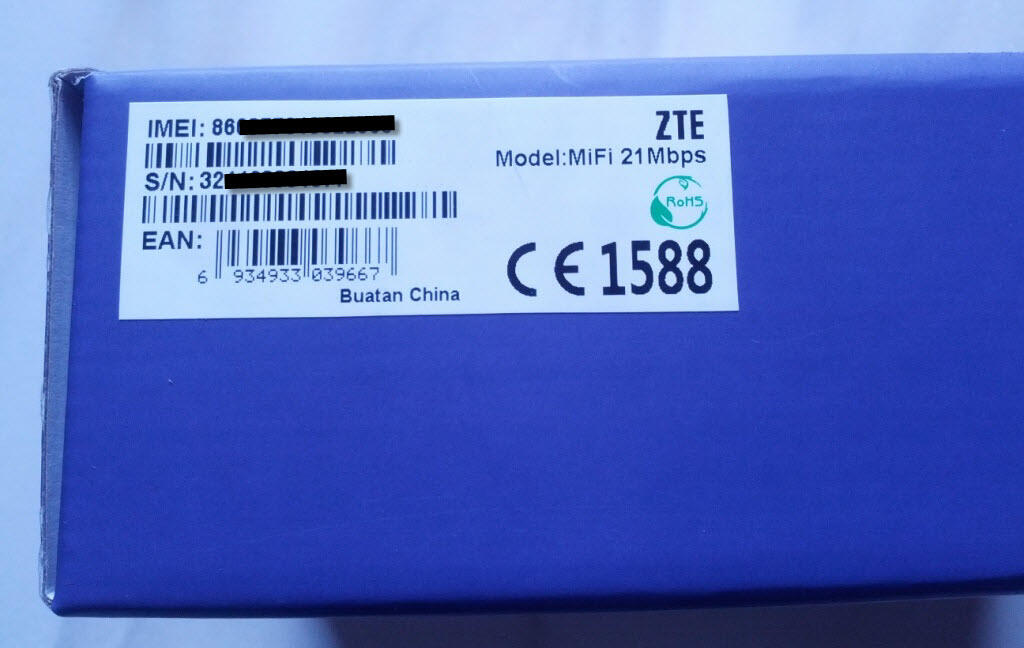 IMEI: 86
S/N: 32
EAN:
6 934933 039667
Buatan China
ZTE
Model:MiFi 21Mbps
RoHS
CE 1588